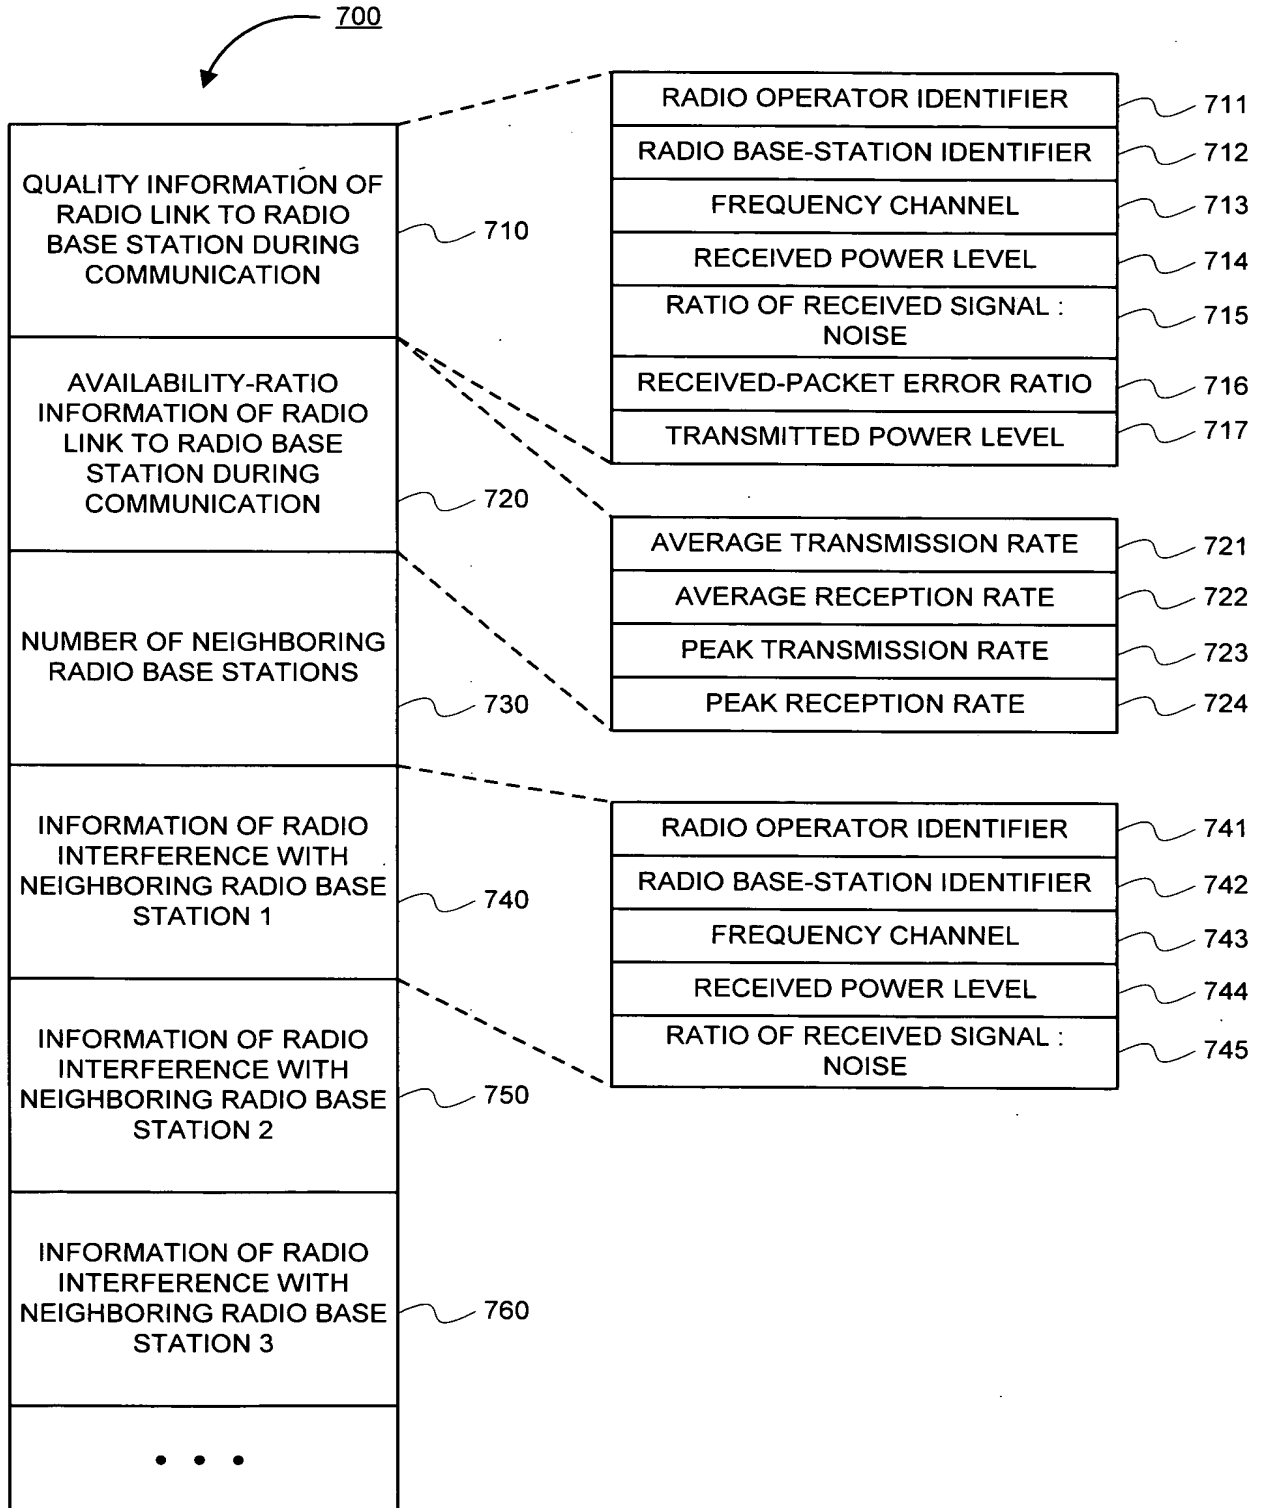 700
QUALITY INFORMATION OF
RADIO LINK TO RADIO
BASE STATION DURING
COMMUNICATION
710
AVAILABILITY-RATIO
INFORMATION OF RADIO
LINK TO RADIO BASE
STATION DURING
COMMUNICATION
720
NUMBER OF NEIGHBORING
RADIO BASE STATIONS
730
INFORMATION OF RADIO
INTERFERENCE WITH
NEIGHBORING RADIO BASE
STATION 1
740
INFORMATION OF RADIO
INTERFERENCE WITH
NEIGHBORING RADIO BASE
STATION 2
750
INFORMATION OF RADIO
INTERFERENCE WITH
NEIGHBORING RADIO BASE
STATION 3
760
• • •
RADIO OPERATOR IDENTIFIER
711
RADIO BASE-STATION IDENTIFIER
712
FREQUENCY CHANNEL
713
RECEIVED POWER LEVEL
714
RATIO OF RECEIVED SIGNAL :
NOISE
715
RECEIVED-PACKET ERROR RATIO
716
TRANSMITTED POWER LEVEL
717
AVERAGE TRANSMISSION RATE
721
AVERAGE RECEPTION RATE
722
PEAK TRANSMISSION RATE
723
PEAK RECEPTION RATE
724
RADIO OPERATOR IDENTIFIER
741
RADIO BASE-STATION IDENTIFIER
742
FREQUENCY CHANNEL
743
RECEIVED POWER LEVEL
744
RATIO OF RECEIVED SIGNAL :
NOISE
745